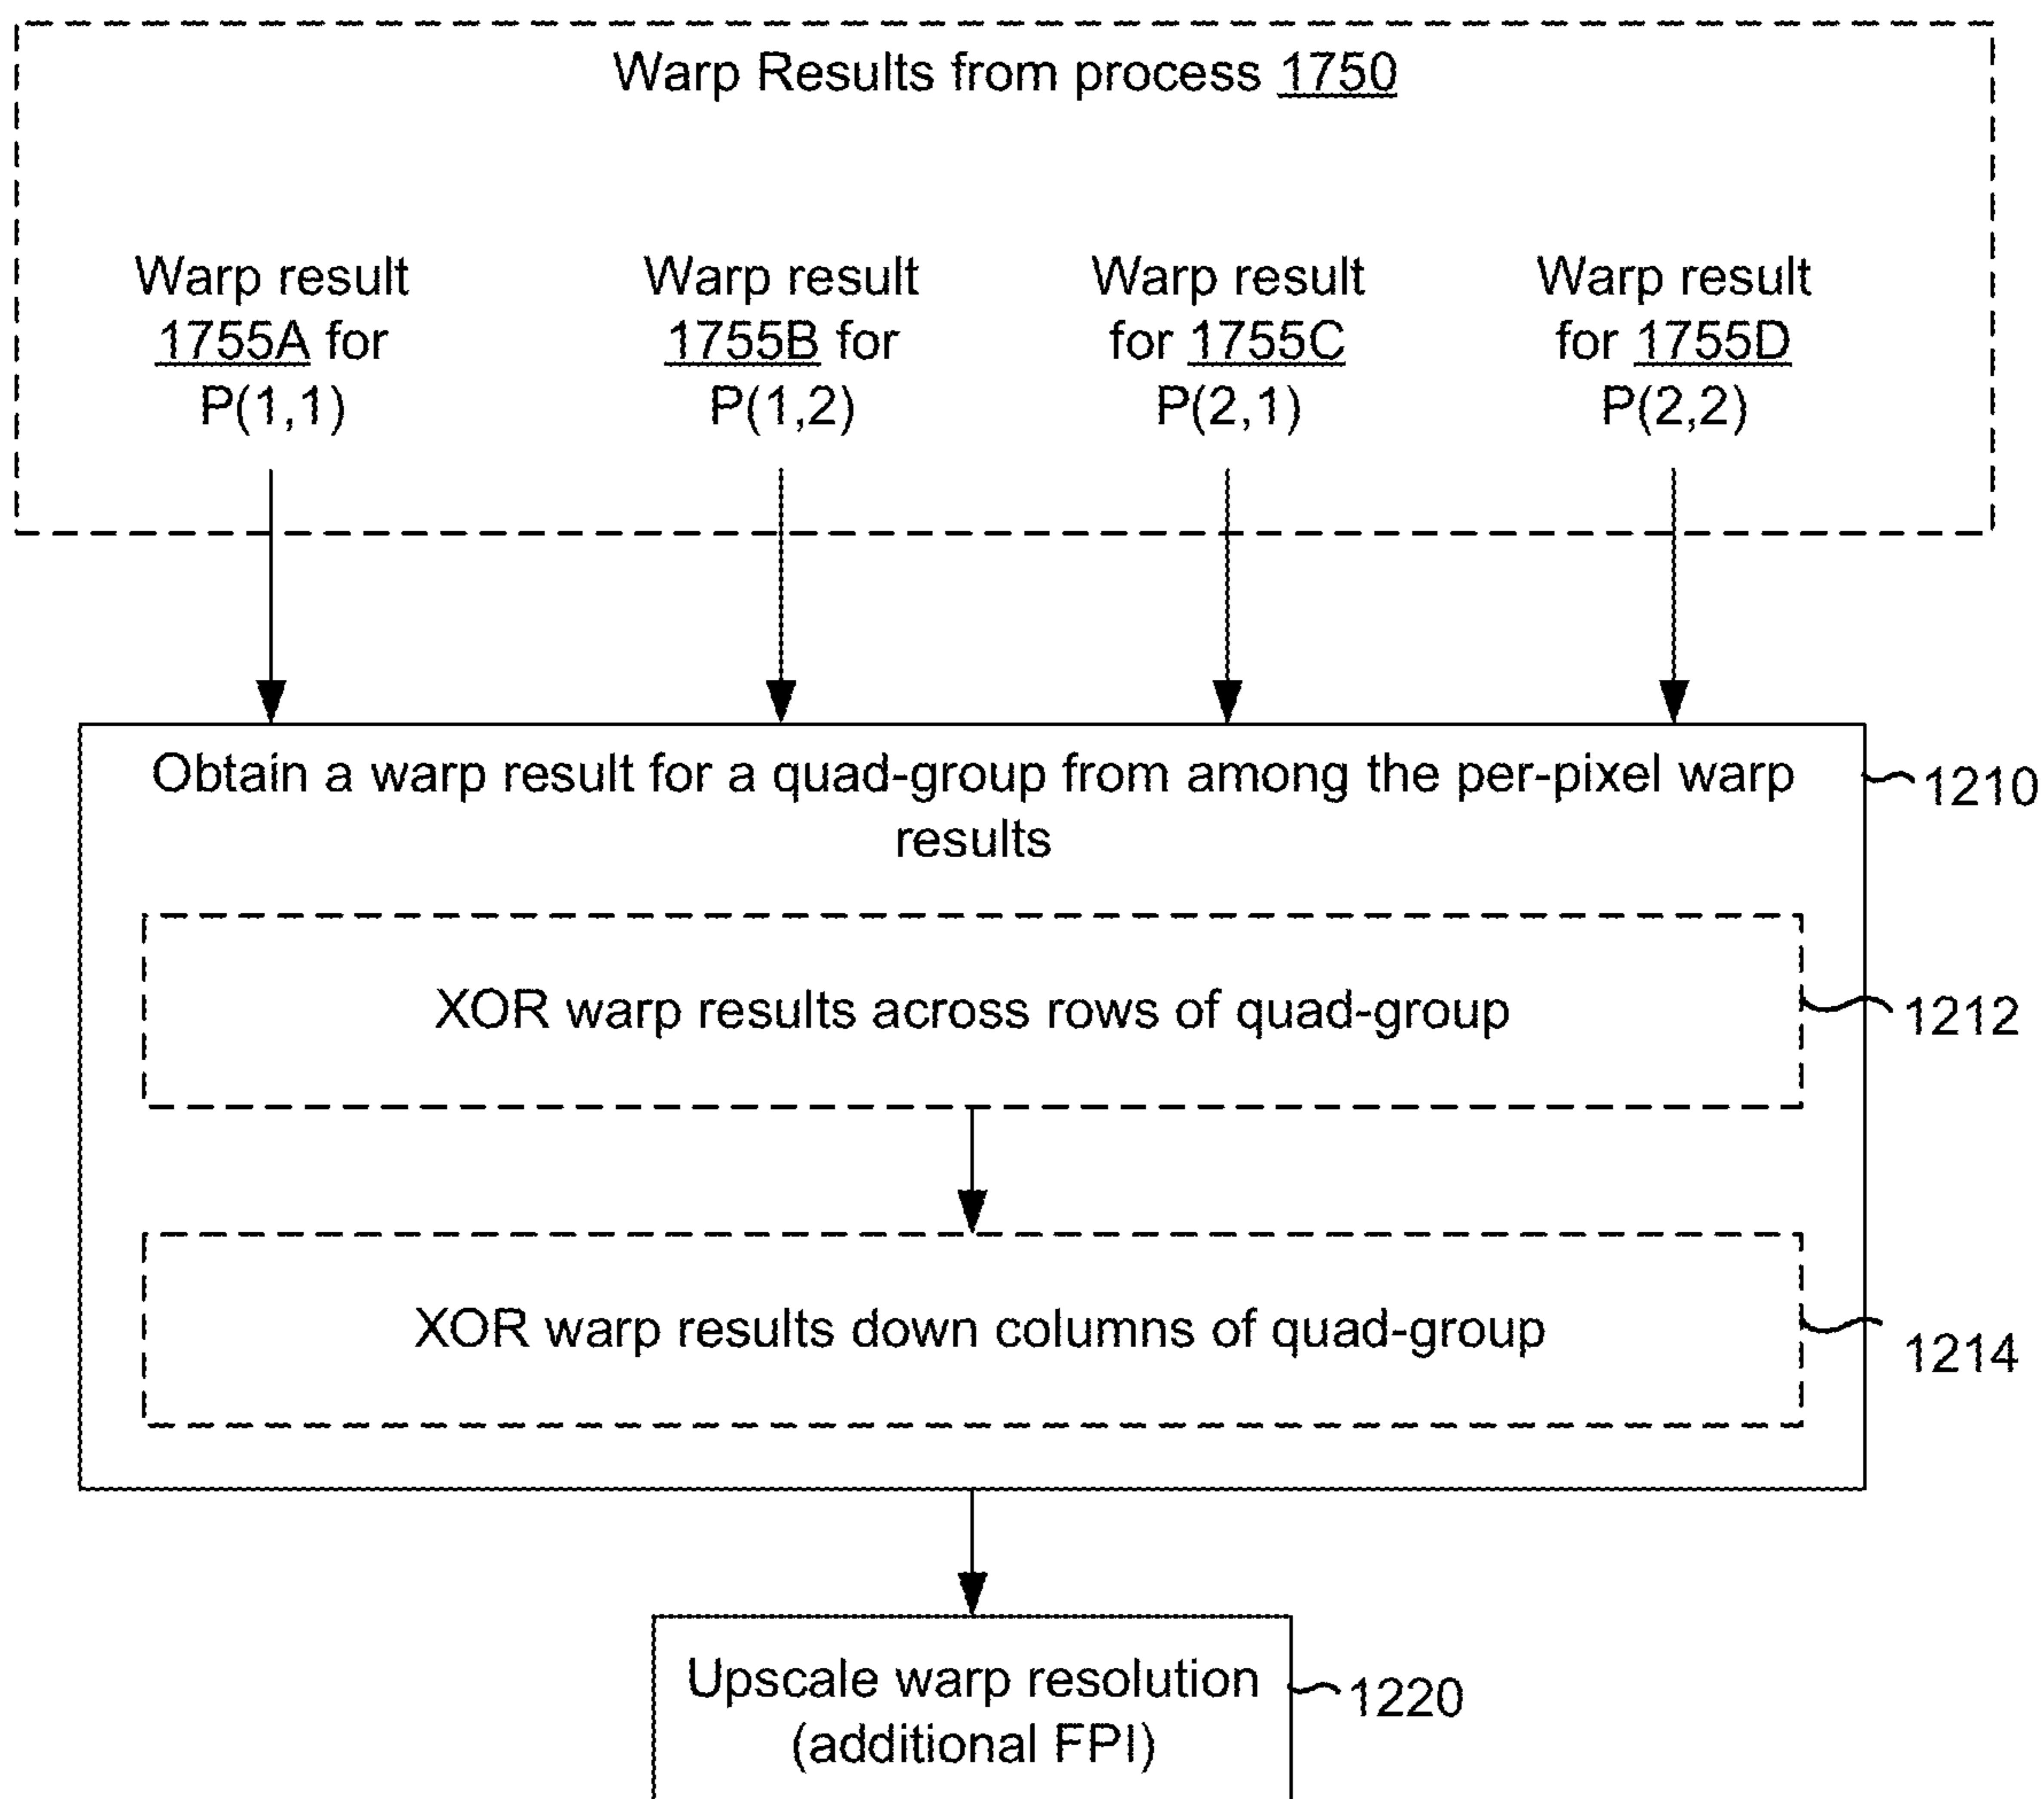 Warp Results from process 1750
Warp result
1755A for
P(1,1)
Warp result
1755B for
P(1,2)
Warp result
for 1755C
P(2,1)
Warp result
for 1755D
P(2,2)
Obtain a warp result for a quad-group from among the per-pixel warp
results
1210
XOR warp results across rows of quad-group
1212
XOR warp results down columns of quad-group
1214
Upscale warp resolution
(additional FPI)
1220